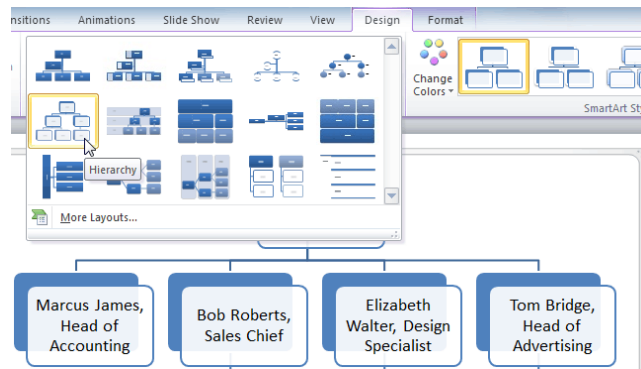 nsitions Animations Slide Show Review View Design Format
Change
Colors
SmartArt Sty
Hierarchy
More Layouts...
Marcus James,
Head of
Accounting
Bob Roberts,
Sales Chief
Elizabeth
Walter, Design
Specialist
Tom Bridge,
Head of
Advertising